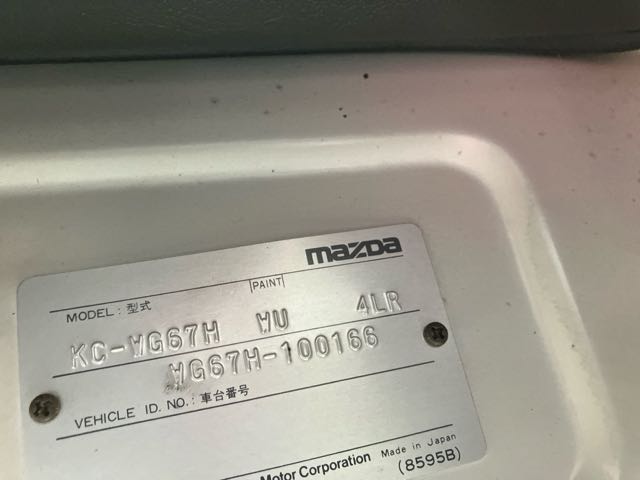 mazda
PAINT
MODEL: 型式
KC-WG67H WU 4LR
WG67H-100166
VEHICLE ID. NO.: 車台番号
Motor Corporation Made in Japan
(8595B)